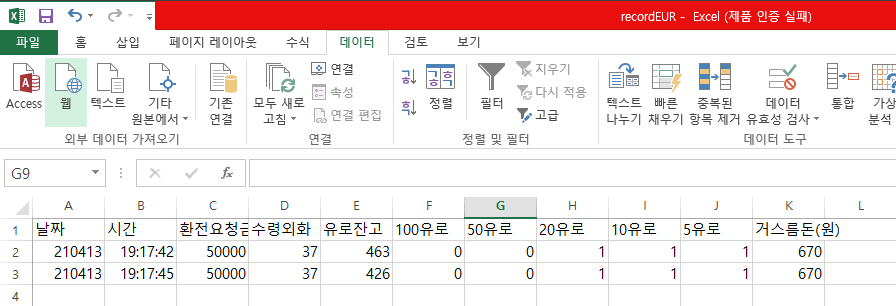 recordEUR - Excel (제품 인증 실패)
파일 홈 삽입 페이지 레이아웃 수식 데이터 검토 보기
Access 웹 텍스트 기타 원본에서 기존 연결 모두 새로 고침 연결 속성 연결 편집 정렬 필터 지우기 다시 적용 고급 텍스트 나누기 빠른 채우기 중복된 항목 제거 데이터 유효성 검사 통합 가상 분석
외부 데이터 가져오기 연결 정렬 및 필터 데이터 도구
G9 fx
A B C D E F G H I J K L
1 날짜 시간 환전요청금 수령외화 유로잔고 100유로 50유로 20유로 10유로 5유로 거스름돈(원)
2 210413 19:17:42 50000 37 463 0 0 1 1 1 670
3 210413 19:17:45 50000 37 426 0 0 1 1 1 670
4